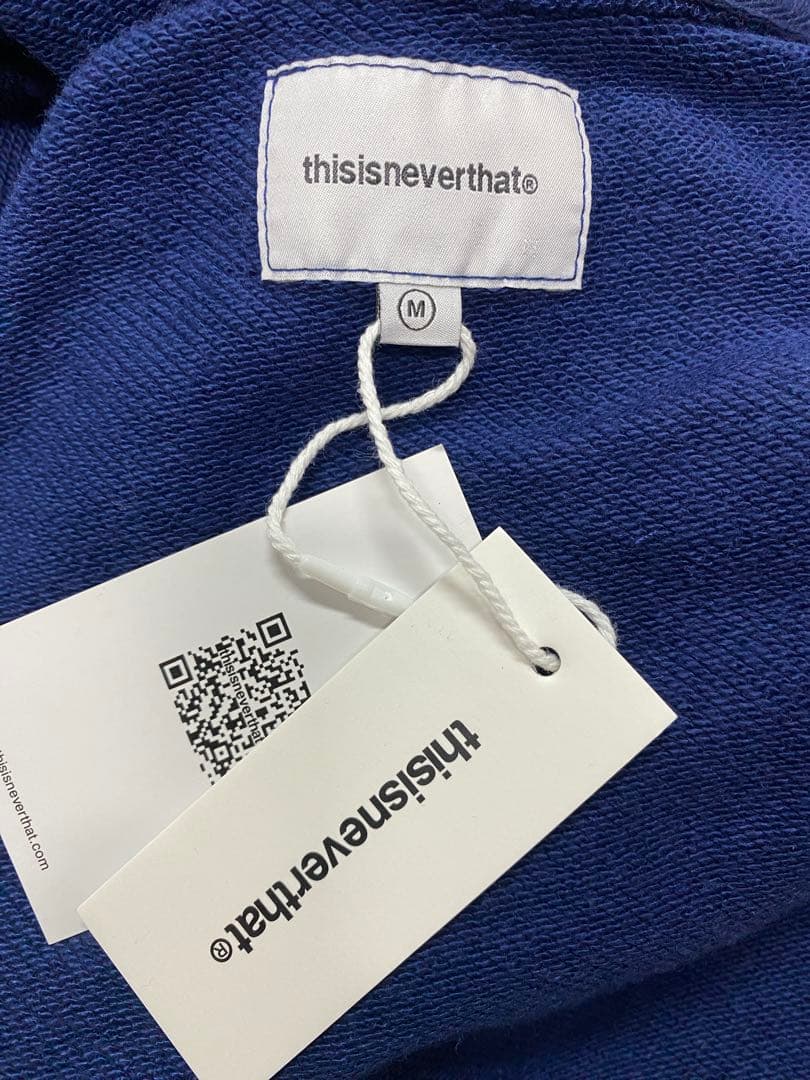 thisisneverthat®
M
thisisneverthat
thisisneverthat.com
thisisneverthat®